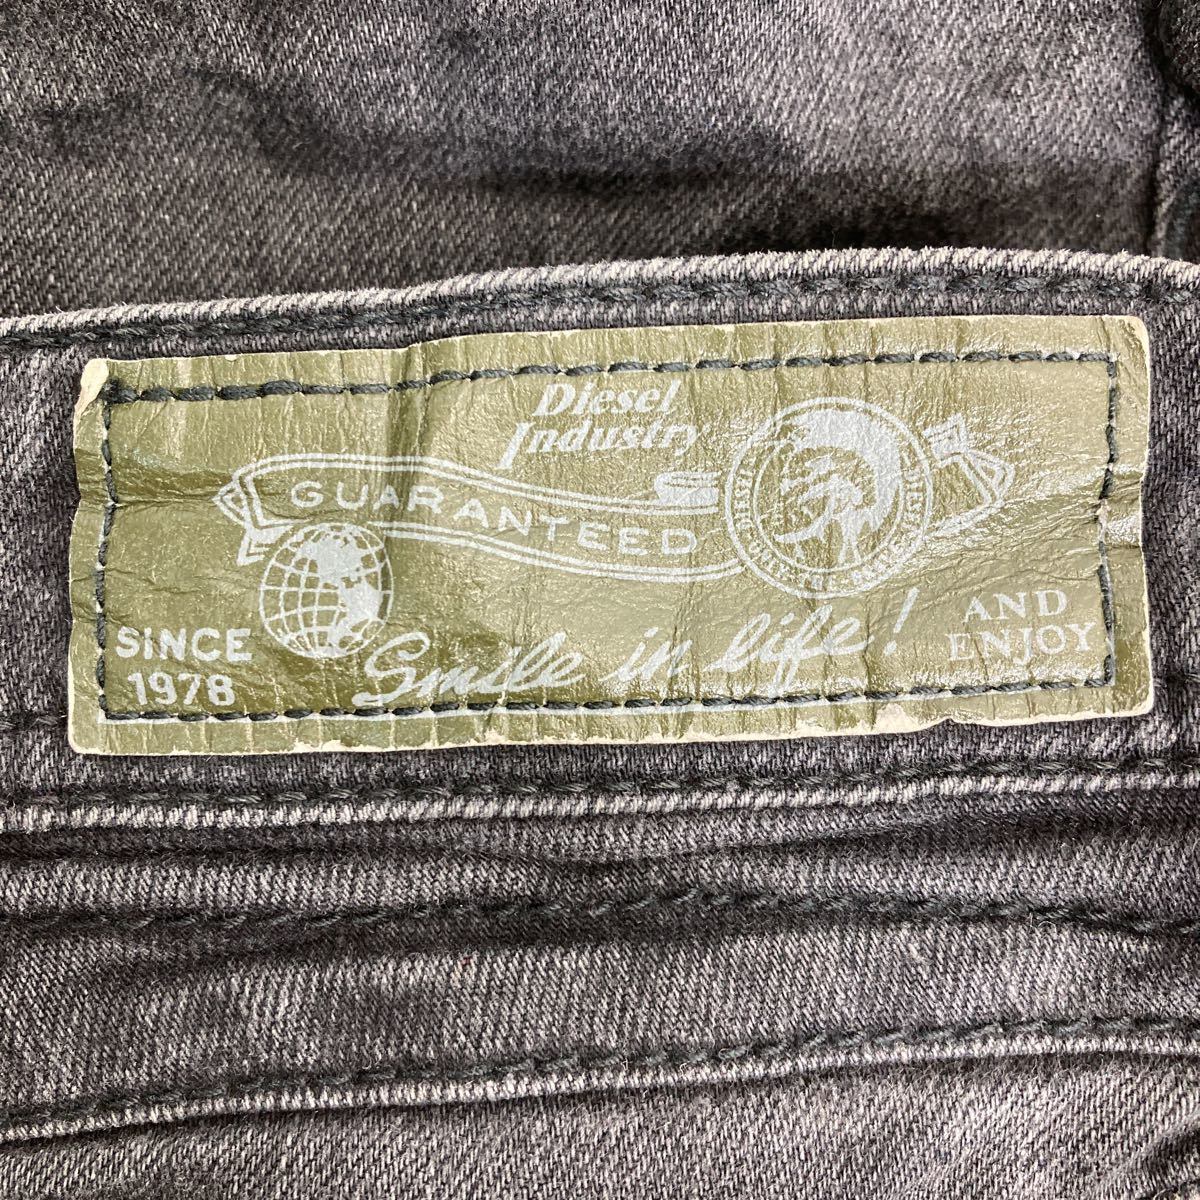 Diesel
Industry
GUARANTEED
SINCE
1978
Smile in life!
AND
ENJOY